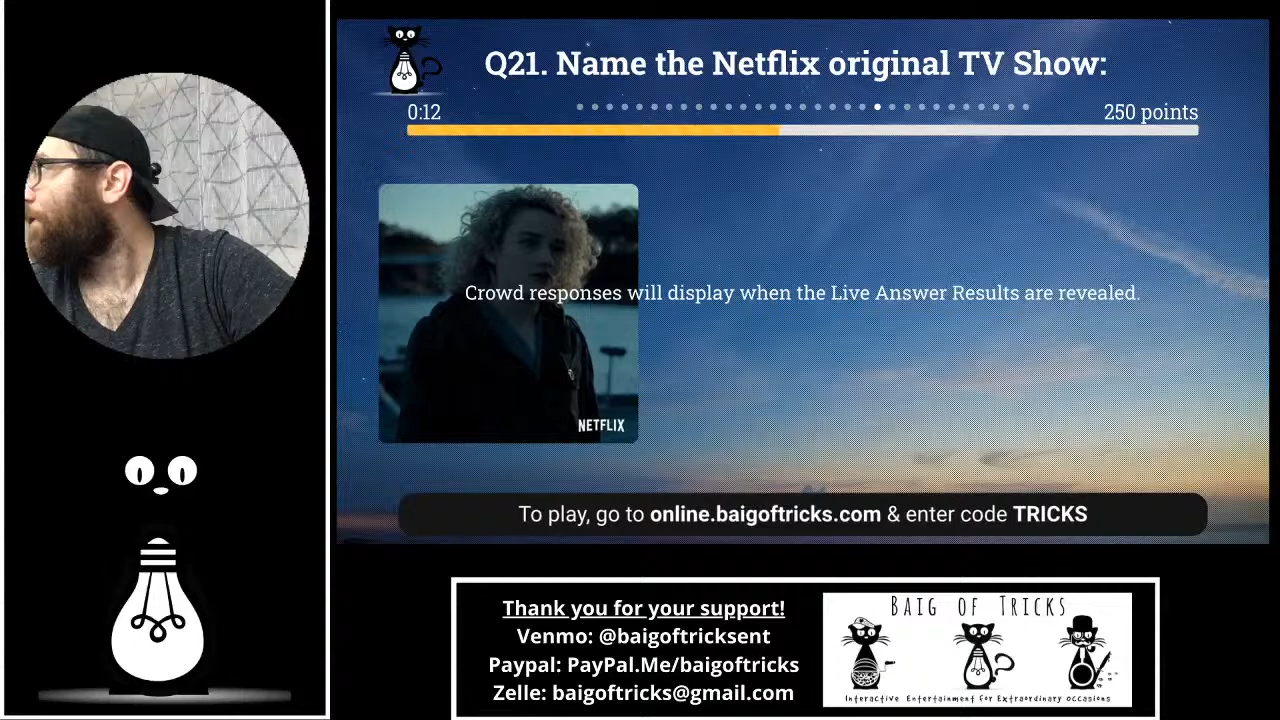 Q21. Name the Netflix original TV Show:
0:12
250 points
Crowd responses will display when the Live Answer Results are revealed.
NETFLIX
To play, go to online.baigoftricks.com & enter code TRICKS
Thank you for your support!
Venmo: @baigoftricksent
Paypal: PayPal.Me/baigoftricks
Zelle: baigoftricks@gmail.com
BAIG OF TRICKS
Interactive Entertainment for Extraordinary Occasions